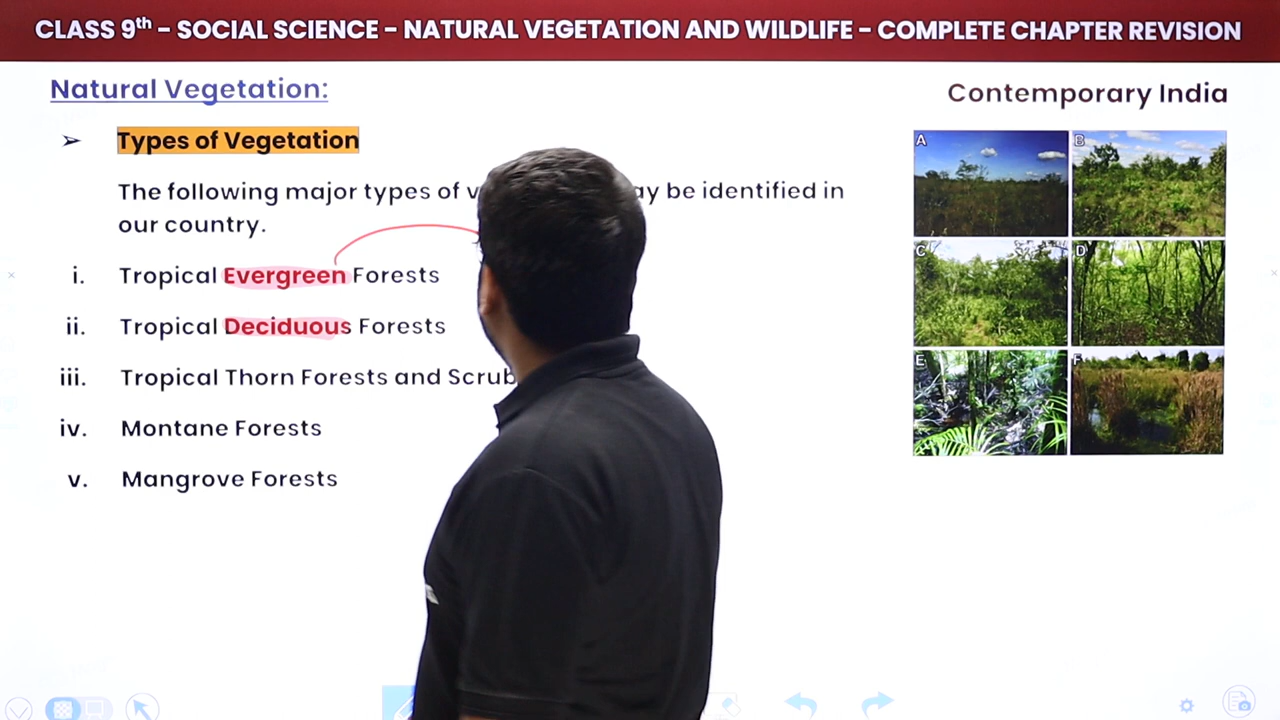 CLASS 9th – SOCIAL SCIENCE – NATURAL VEGETATION AND WILDLIFE – COMPLETE CHAPTER REVISION
Natural Vegetation:
Contemporary India
➢ Types of Vegetation
The following major types of be identified in
our country.
i. Tropical Evergreen Forests
ii. Tropical Deciduous Forests
iii. Tropical Thorn Forests and
iv. Montane Forests
v. Mangrove Forests
A B
C D
E F